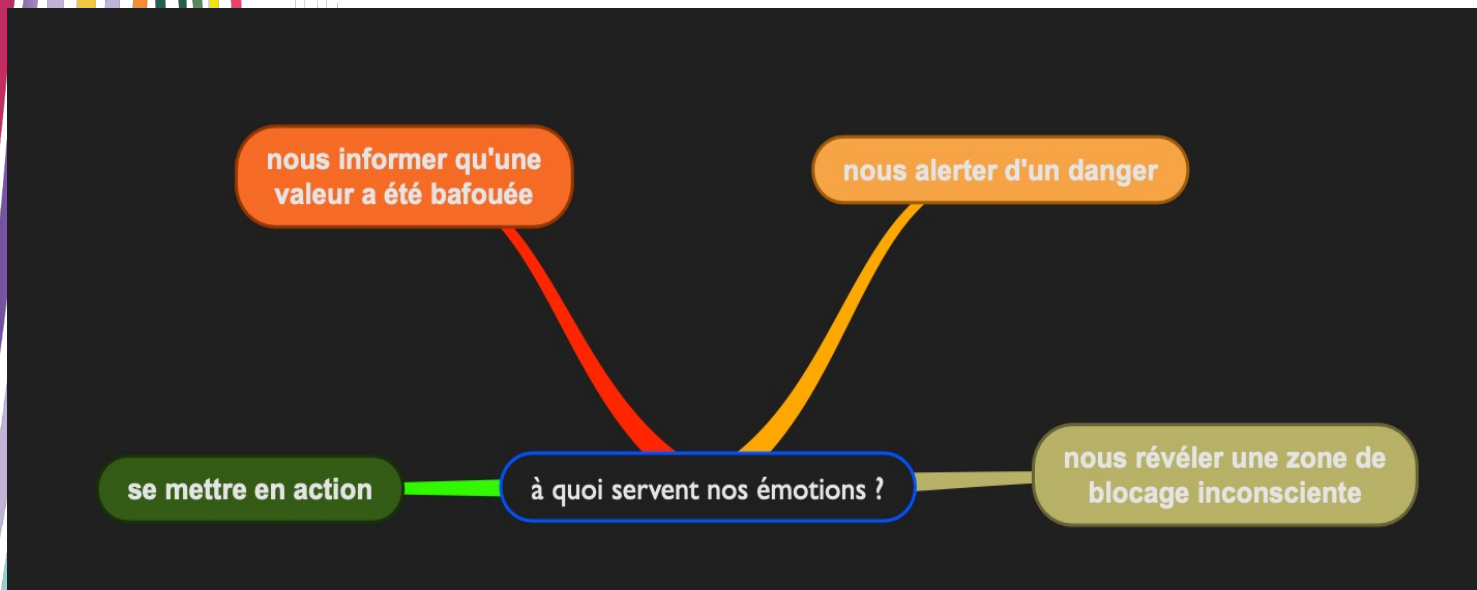 nous informer qu'une
valeur a été bafouée
nous alerter d'un danger
se mettre en action
à quoi servent nos émotions ?
nous révéler une zone de
blocage inconsciente